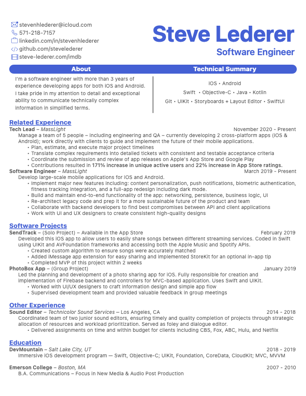 stevenhlederer@icloud.com
571-218-7157
linkedin.com/in/stevenhlederer
github.com/stevelederer
steve-lederer.com/imdb
Steve Lederer
Software Engineer
About
I'm a software engineer with more than 3 years of
experience developing apps for both iOS and Android.
I take pride in my attention to detail and exceptional
ability to communicate technically complex
information in simplified terms.
Technical Summary
iOS • Android
Swift • Objective-C • Java • Kotlin
Git • UIKit • Storyboards • Layout Editor • SwiftUI
Related Experience
Tech Lead – MassLight November 2020 – Present
Manage a team of 5 people – including engineering and QA – currently developing 2 cross-platform apps (iOS &
Android); work directly with clients to guide and implement the future of their mobile applications.
- Plan, estimate, and execute major project timelines
- Translate complex requirements into detailed tickets with consistent and testable acceptance criteria
- Coordinate the submission and review of app releases on Apple's App Store and Google Play
- Contributions resulted in 171% increase in unique active users and 22% increase in App Store ratings.
Software Engineer – MassLight March 2019 – Present
Develop large-scale mobile applications for iOS and Android.
- Implement major new features including: content personalization, push notifications, biometric authentication,
fitness tracking integration, and a full-app redesign including dark mode.
- Build and maintain end-to-end functionality of the app: networking, persistence, business logic, UI
- Re-architect legacy code and prep it for a more sustainable future of the product and team
- Collaborate with backend developers to find best compromises between API and client applications
- Work with UI and UX designers to create consistent high-quality designs
Software Projects
SendTrack – (Solo Project) – Available in the App Store February 2019
Developed this iOS app to allow users to easily share songs between different streaming services. Coded in Swift
using UIKit and AVFoundation frameworks and accessing both the Apple Music and Spotify APIs.
- Created custom algorithm to ensure songs were accurately matched
- Added iMessage app extension for easy sharing and implemented StoreKit for an optional in-app tip
- Completed MVP of this project within 2 weeks
PhotoBox App – (Group Project) January 2019
Led the planning and development of a photo sharing app for iOS. Fully responsible for creation and
implementation of Firebase backend and controllers for MVC-based application. Uses Swift and UIKit.
- Worked with UX designers to craft information design and unique app flow
- Supervised development team and provided valuable feedback in group meetings
Other Experience
Sound Editor – Technicolor Sound Services – Los Angeles, CA 2014 – 2018
Coordinated team of two junior sound editors, ensuring timely and quality completion of projects through strategic
allocation of resources and workload prioritization. Served as foley and dialogue editor.
- Delivered assignments on time and within budget for clients including CBS, Fox, ABC, Hulu, and Netflix
Education
DevMountain – Salt Lake City, UT 2018 – 2019
Immersive iOS development program — Swift, Objective-C; UIKit, Foundation, CoreData, CloudKit; MVC, MVVM
Emerson College – Boston, MA 2007 – 2010
B.A. Communications – Focus in New Media & Audio Post Production